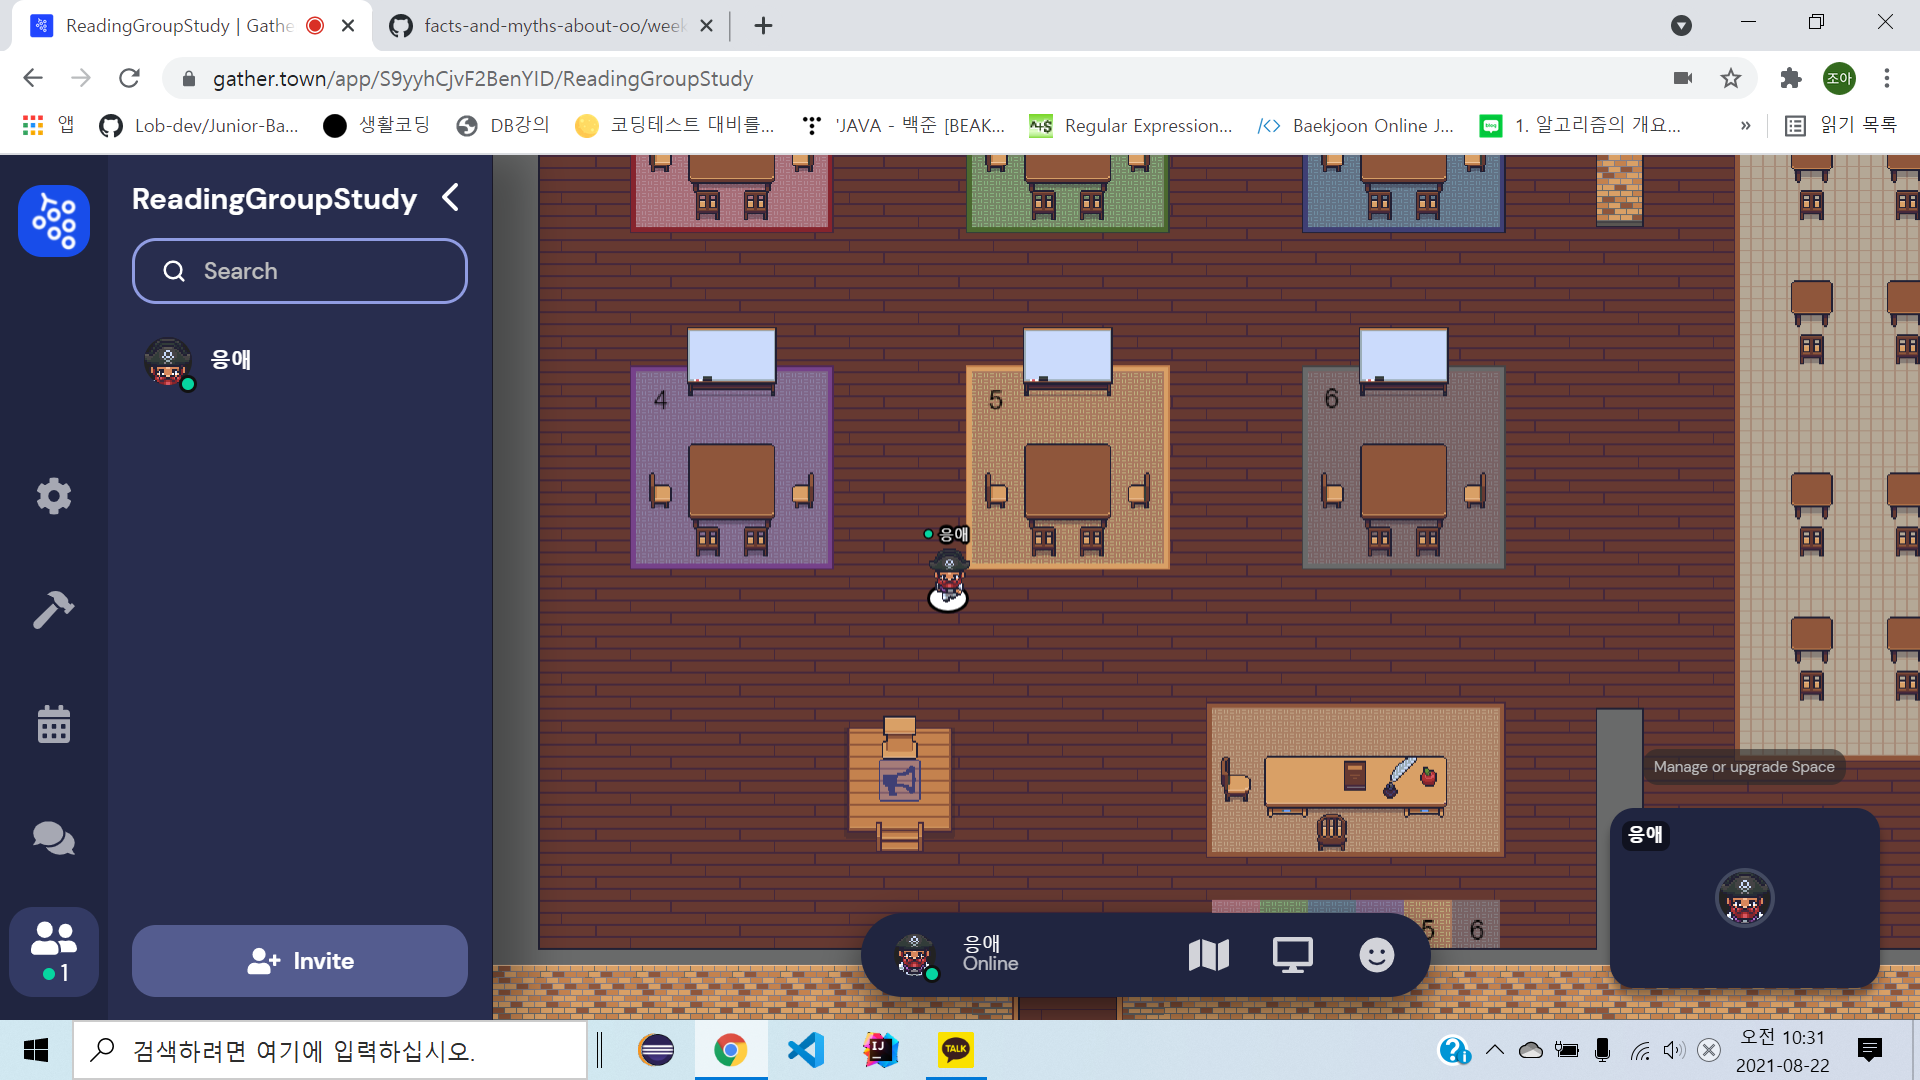 ReadingGroupStudy | Gathe
facts-and-myths-about-oo/week
gather.town/app/S9yyhCjvF2BenYID/ReadingGroupStudy
조아
앱
Lob-dev/Junior-Ba...
생활코딩
DB강의
코딩테스트 대비를...
'JAVA - 백준 [BEAK...
Regular Expression...
Baekjoon Online J...
1. 알고리즘의 개요...
»
읽기 목록
ReadingGroupStudy
Search
응애
4
5
6
응애
Manage or upgrade Space
응애
5
6
응애
Online
1
Invite
검색하려면 여기에 입력하십시오.
IJ
TALK
오전 10:31
2021-08-22